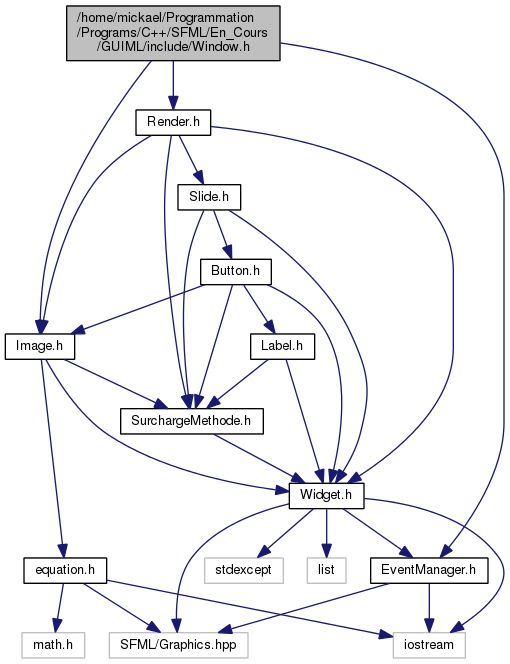 /home/mickael/Programmation
/Programs/C++/SFML/En_Cours
/GUIML/include/Window.h
Render.h
Slide.h
Button.h
Image.h
Label.h
SurchargeMethode.h
Widget.h
equation.h
stdexcept
list
EventManager.h
math.h
SFML/Graphics.hpp
iostream